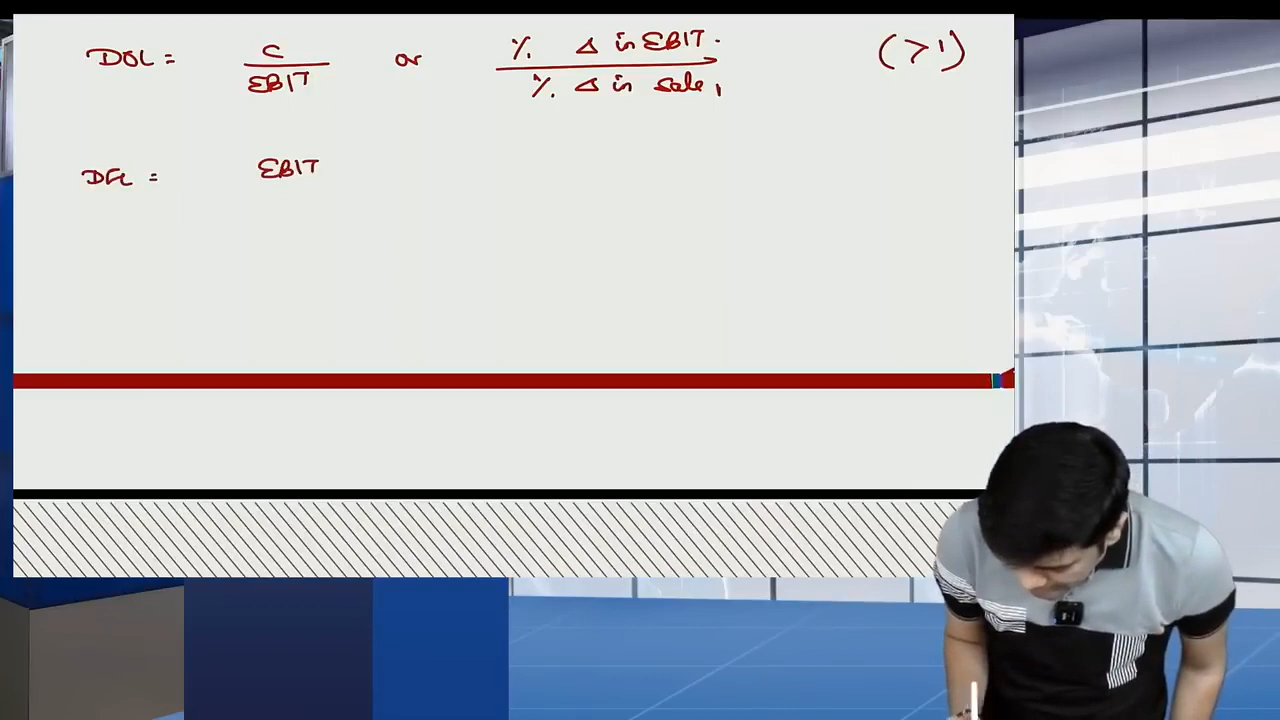 DOL = C / EBIT or % Δ in EBIT. / % Δ in sale, (>1)
DFL = EBIT